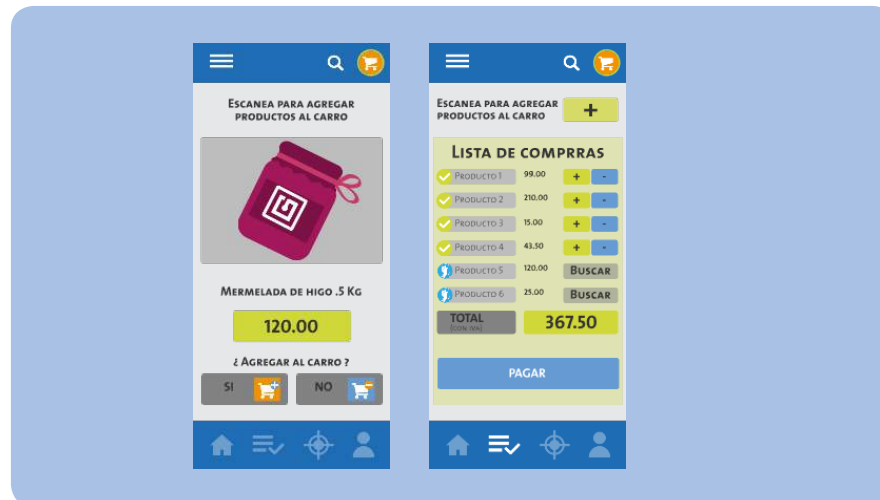 ESCANEA PARA AGREGAR
PRODUCTOS AL CARRO
MERMELADA DE HIGO .5 KG
120.00
¿ AGREGAR AL CARRO ?
SI
NO
ESCANEA PARA AGREGAR
PRODUCTOS AL CARRO
+
LISTA DE COMPRRAS
PRODUCTO 1 99.00 + -
PRODUCTO 2 210.00 + -
PRODUCTO 3 15.00 + -
PRODUCTO 4 43.50 + -
PRODUCTO 5 120.00 BUSCAR
PRODUCTO 6 25.00 BUSCAR
TOTAL 367.50
(CON IVA)
PAGAR